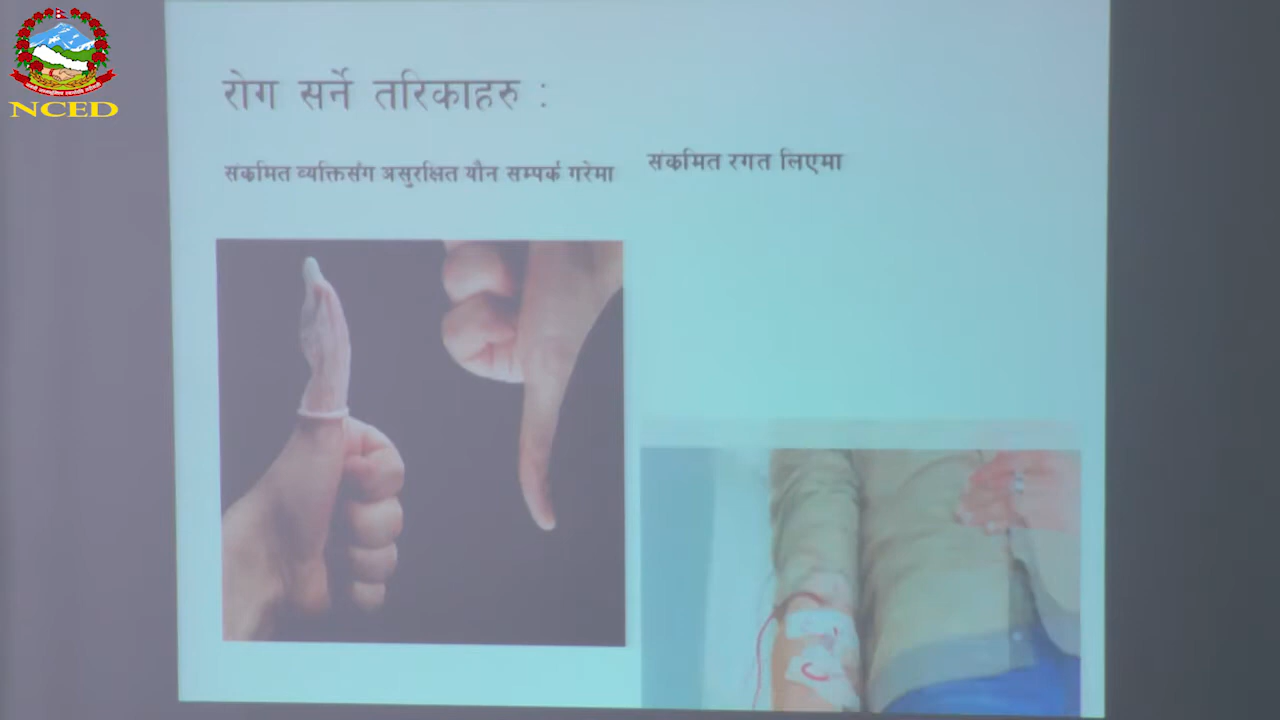 NCED
रोग सर्ने तरिकाहरु :
संक्रमित व्यक्तिसंग असुरक्षित यौन सम्पर्क गरेमा
संक्रमित रगत लिएमा